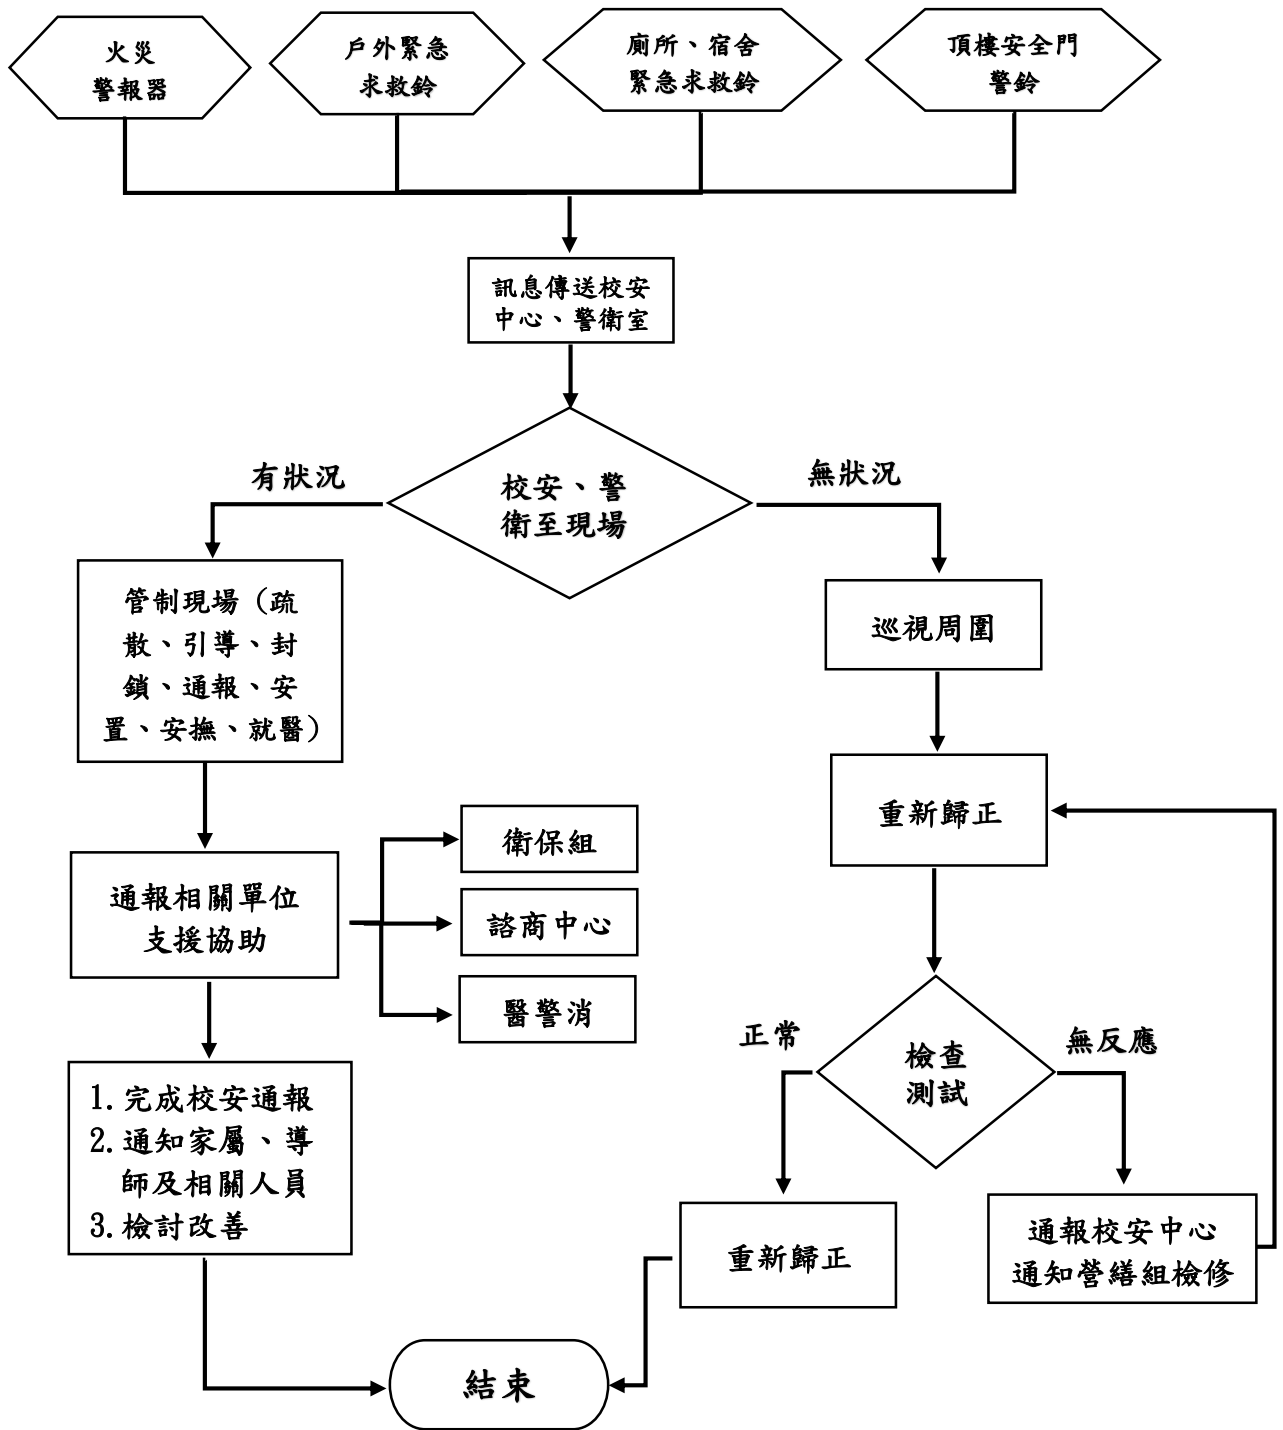 火災
警報器
戶外緊急
求救鈴
廁所、宿舍
緊急求救鈴
頂樓安全門
警鈴
訊息傳送校安
中心、警衛室
有狀況
校安、警
衛至現場
無狀況
管制現場（疏
散、引導、封
鎖、通報、安
置、安撫、就醫）
巡視周圍
重新歸正
通報相關單位
支援協助
衛保組
諮商中心
醫警消
正常
檢查
測試
無反應
1.完成校安通報
2.通知家屬、導
師及相關人員
3.檢討改善
重新歸正
通報校安中心
通知營繕組檢修
結束